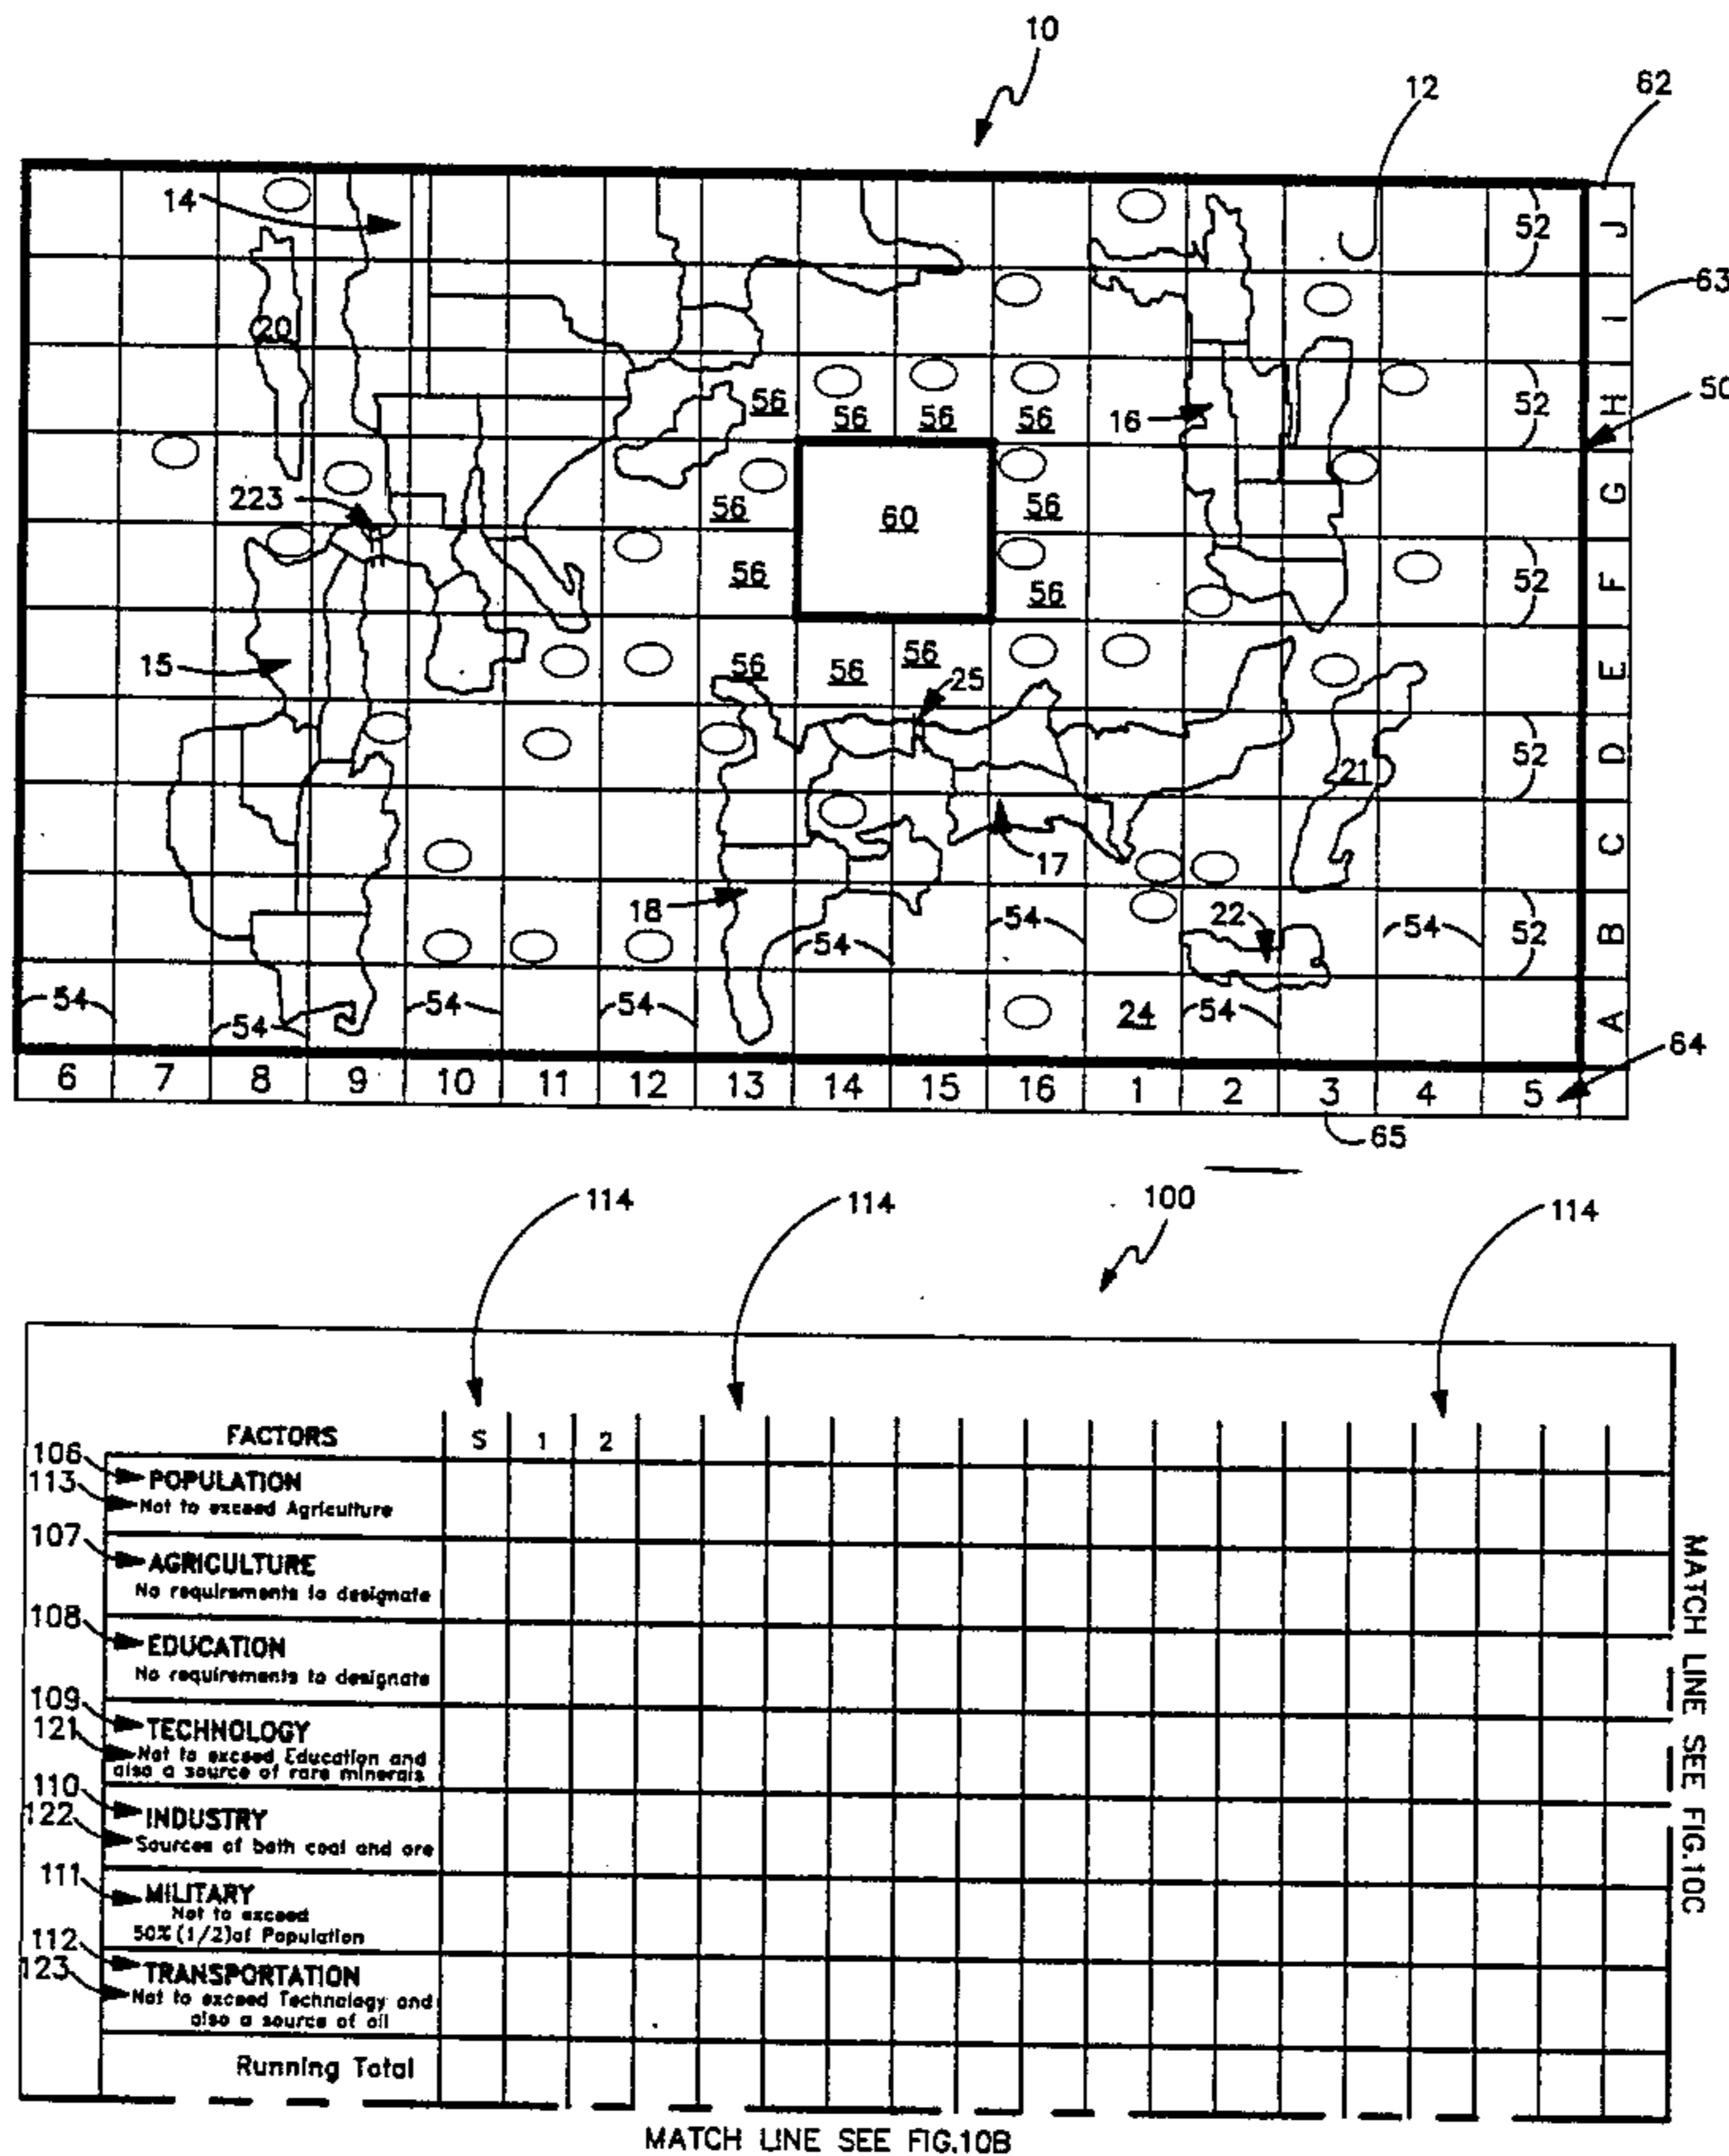 10
62
12
14
J
52
63
20
I
50
56
56
56
56
16
52
H
223
56
60
56
G
56
56
52
F
15
56
56
56
25
E
21
52
D
17
C
18
54
54
22
54
52
B
54
54
54
54
24
54
A
64
6 7 8 9 10 11 12 13 14 15 16 1 2 3 4 5
65
114
114
100
114
FACTORS S 1 2
106 POPULATION
113 Not to exceed Agriculture
107 AGRICULTURE
No requirements to designate
108 EDUCATION
No requirements to designate
109 TECHNOLOGY
121 Not to exceed Education and
also a source of rare minerals
110 INDUSTRY
122 Sources of both coal and ore
111 MILITARY
Not to exceed
50% (1/2)of Population
112 TRANSPORTATION
123 Not to exceed Technology and
also a source of oil
Running Total
MATCH LINE SEE FIG.10C
MATCH LINE SEE FIG.10B